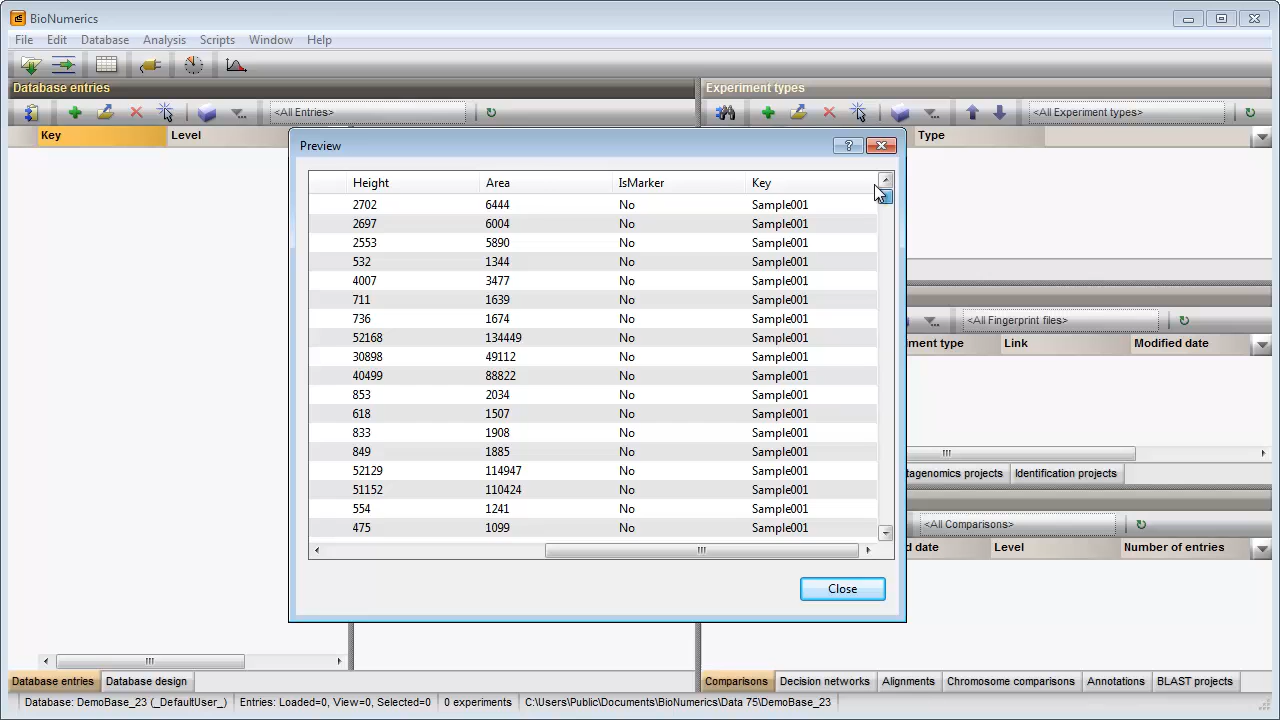 BioNumerics
File Edit Database Analysis Scripts Window Help
Database entries
Experiment types
<All Entries>
<All Experiment types>
Key Level
Type
Preview
Height Area IsMarker Key
2702 6444 No Sample001
2697 6004 No Sample001
2553 5890 No Sample001
532 1344 No Sample001
4007 3477 No Sample001
711 1639 No Sample001
736 1674 No Sample001
52168 134449 No Sample001
30898 49112 No Sample001
40499 88822 No Sample001
853 2034 No Sample001
618 1507 No Sample001
833 1908 No Sample001
849 1885 No Sample001
52129 114947 No Sample001
51152 110424 No Sample001
554 1241 No Sample001
475 1099 No Sample001
Close
<All Fingerprint files>
ment type Link Modified date
tagenomics projects Identification projects
<All Comparisons>
d date Level Number of entries
Database entries Database design
Comparisons Decision networks Alignments Chromosome comparisons Annotations BLAST projects
Database: DemoBase_23 (_DefaultUser_) Entries: Loaded=0, View=0, Selected=0 0 experiments C:\Users\Public\Documents\BioNumerics\Data 75\DemoBase_23